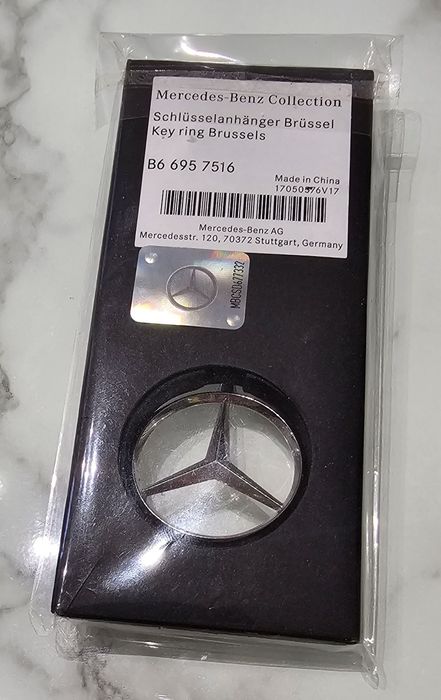 Mercedes-Benz Collection
Schlüsselanhänger Brüssel
Key ring Brussels
B6 695 7516
Made in China
17050576V17
Mercedes-Benz AG
Mercedesstr. 120, 70372 Stuttgart, Germany
MBCS0677332